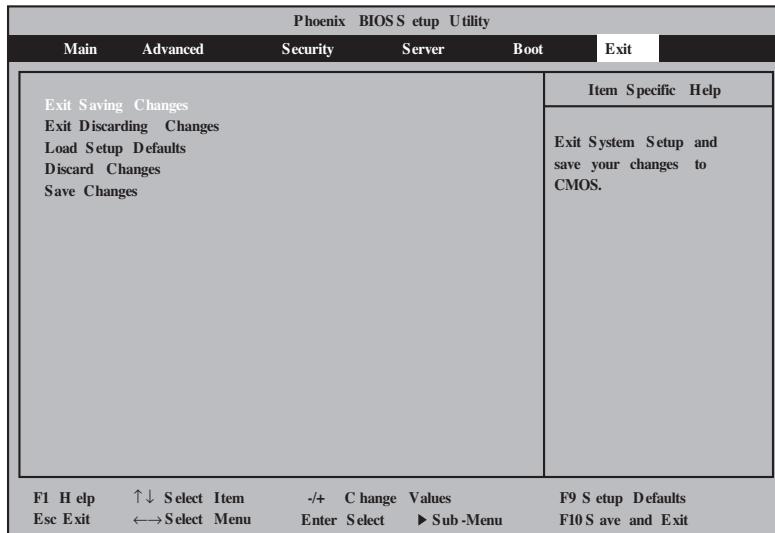 Phoenix BIOS Setup Utility
Main Advanced Security Server Boot Exit
Exit Saving Changes
Exit Discarding Changes
Load Setup Defaults
Discard Changes
Save Changes
Item Specific Help
Exit System Setup and
save your changes to
CMOS.
F1 Help ↑↓ Select Item -/+ Change Values F9 Setup Defaults
Esc Exit ←→ Select Menu Enter Select ▶ Sub-Menu F10 Save and Exit